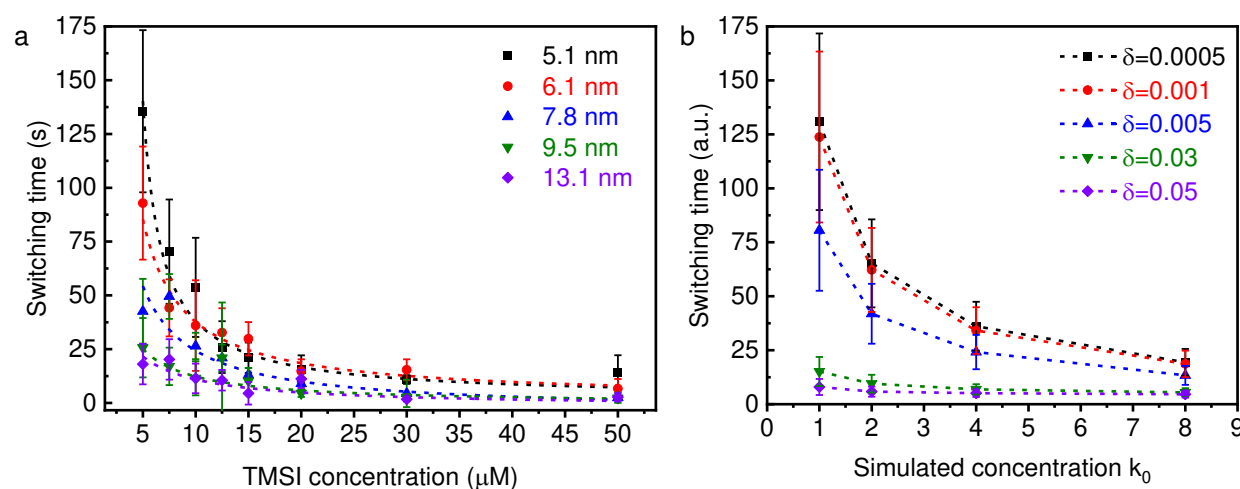 a
175
150
125
100
75
50
25
0
Switching time (s)
5.1 nm
6.1 nm
7.8 nm
9.5 nm
13.1 nm
5 10 15 20 25 30 35 40 45 50
TMSI concentration (μM)
b
175
150
125
100
75
50
25
0
Switching time (a.u.)
δ=0.0005
δ=0.001
δ=0.005
δ=0.03
δ=0.05
0 1 2 3 4 5 6 7 8 9
Simulated concentration k₀